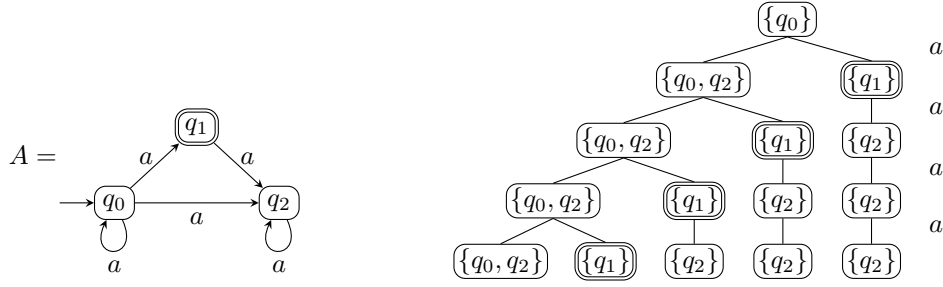 q₁
A =
a a
q₀ a q₂
a a
{q₀}
a
{q₀, q₂} {q₁}
a
{q₀, q₂} {q₁} {q₂}
a
{q₀, q₂} {q₁} {q₂} {q₂}
a
{q₀, q₂} {q₁} {q₂} {q₂} {q₂}